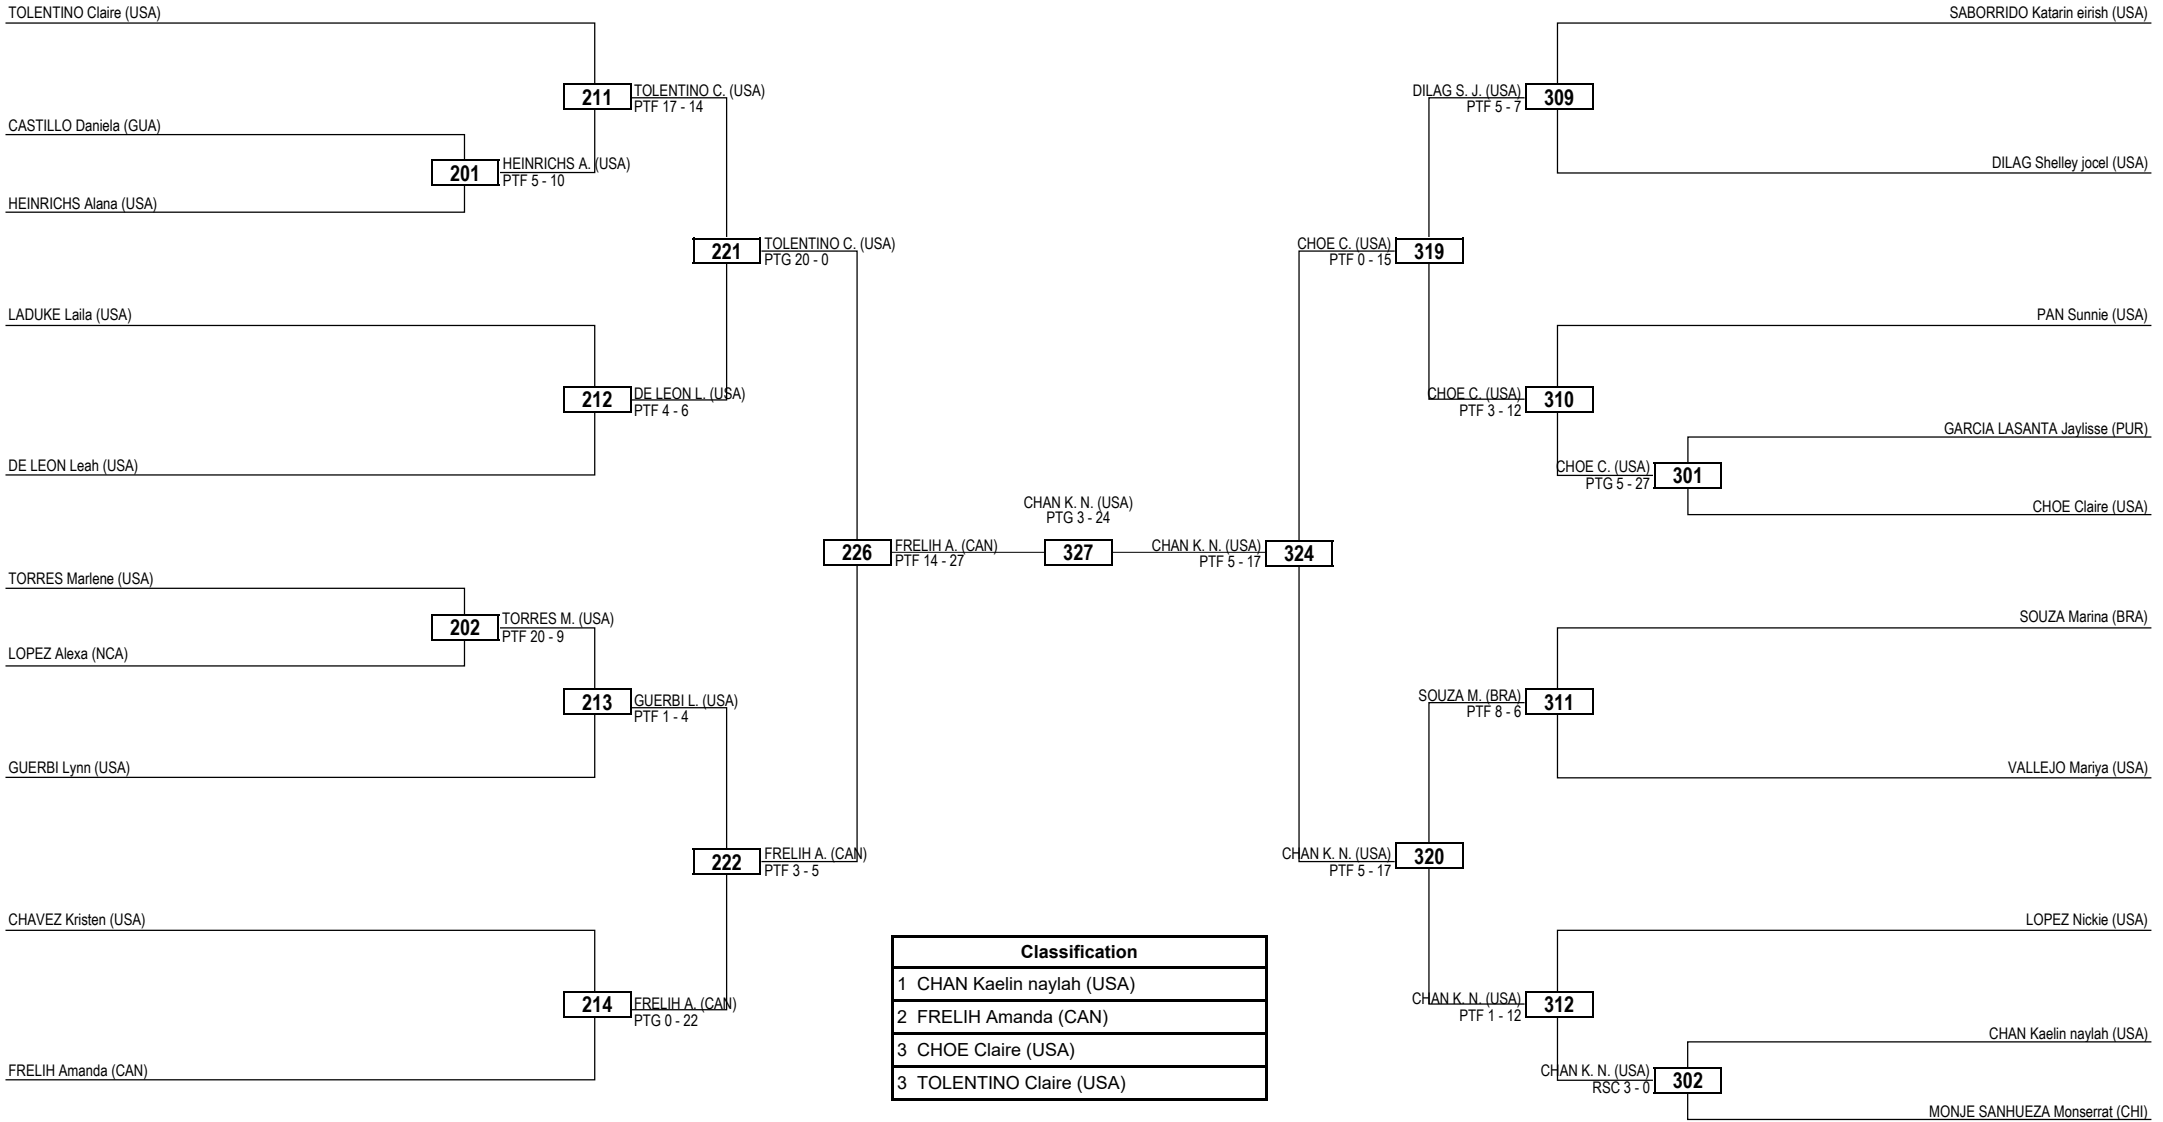 TOLENTINO Claire (USA)
211
TOLENTINO C. (USA)
PTF 17 - 14
CASTILLO Daniela (GUA)
201
HEINRICHS A. (USA)
PTF 5 - 10
HEINRICHS Alana (USA)
221
TOLENTINO C. (USA)
PTG 20 - 0
LADUKE Laila (USA)
212
DE LEON L. (USA)
PTF 4 - 6
DE LEON Leah (USA)
226
FRELIH A. (CAN)
PTF 14 - 27
TORRES Marlene (USA)
202
TORRES M. (USA)
PTF 20 - 9
LOPEZ Alexa (NCA)
213
GUERBI L. (USA)
PTF 1 - 4
GUERBI Lynn (USA)
222
FRELIH A. (CAN)
PTF 3 - 5
CHAVEZ Kristen (USA)
214
FRELIH A. (CAN)
PTG 0 - 22
FRELIH Amanda (CAN)
CHAN K. N. (USA)
PTG 3 - 24
327
SABORRIDO Katarin eirish (USA)
DILAG S. J. (USA)
PTF 5 - 7
309
DILAG Shelley jocel (USA)
CHOE C. (USA)
PTF 0 - 15
319
PAN Sunnie (USA)
CHOE C. (USA)
PTF 3 - 12
310
GARCIA LASANTA Jaylisse (PUR)
CHOE C. (USA)
PTG 5 - 27
301
CHOE Claire (USA)
CHAN K. N. (USA)
PTF 5 - 17
324
SOUZA Marina (BRA)
SOUZA M. (BRA)
PTF 8 - 6
311
VALLEJO Mariya (USA)
CHAN K. N. (USA)
PTF 5 - 17
320
LOPEZ Nickie (USA)
CHAN K. N. (USA)
PTF 1 - 12
312
CHAN Kaelin naylah (USA)
CHAN K. N. (USA)
RSC 3 - 0
302
MONJE SANHUEZA Monserrat (CHI)
Classification
1 CHAN Kaelin naylah (USA)
2 FRELIH Amanda (CAN)
3 CHOE Claire (USA)
3 TOLENTINO Claire (USA)